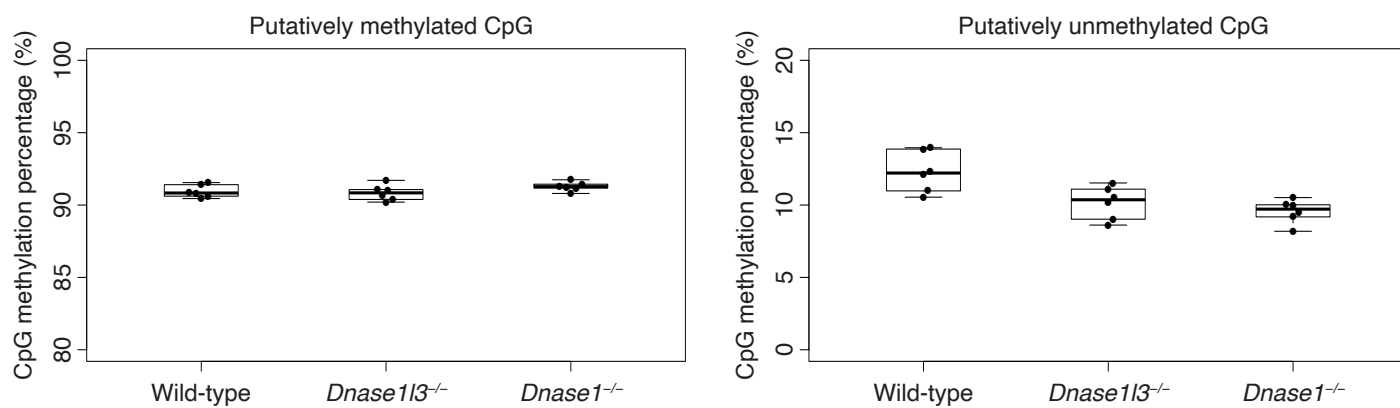 Putatively methylated CpG
CpG methylation percentage (%)
100
95
90
85
80
Wild-type
Dnase1l3⁻/⁻
Dnase1⁻/⁻
Putatively unmethylated CpG
CpG methylation percentage (%)
20
15
10
5
0
Wild-type
Dnase1l3⁻/⁻
Dnase1⁻/⁻